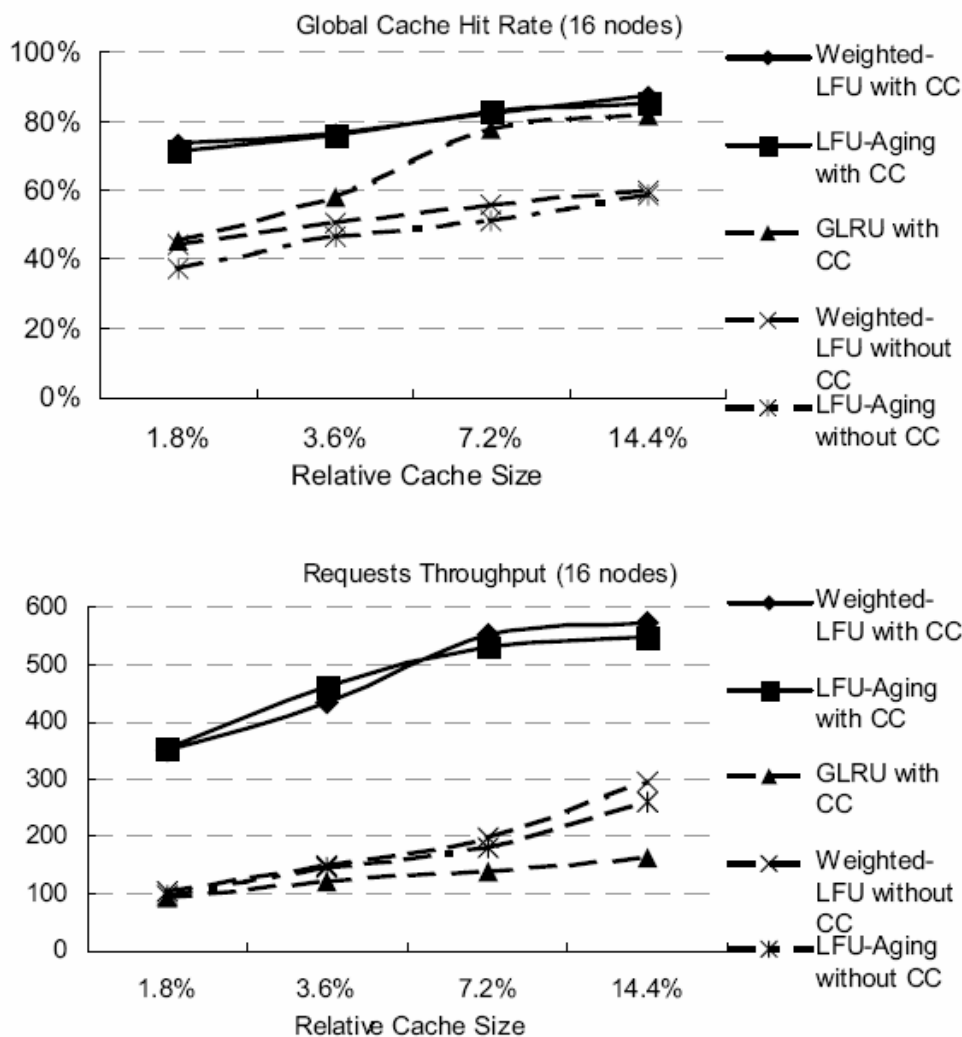 Global Cache Hit Rate (16 nodes)
100%
80%
60%
40%
20%
0%
1.8%
3.6%
7.2%
14.4%
Relative Cache Size
Weighted-
LFU with CC
LFU-Aging
with CC
GLRU with
CC
Weighted-
LFU without
CC
LFU-Aging
without CC
Requests Throughput (16 nodes)
600
500
400
300
200
100
0
1.8%
3.6%
7.2%
14.4%
Relative Cache Size
Weighted-
LFU with CC
LFU-Aging
with CC
GLRU with
CC
Weighted-
LFU without
CC
LFU-Aging
without CC